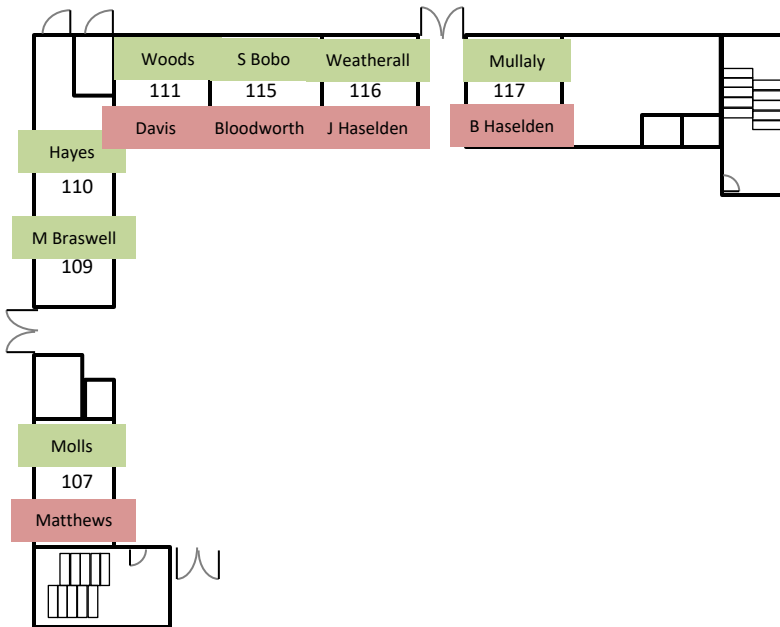 Woods S Bobo Weatherall Mullaly
111 115 116 117
Davis Bloodworth J Haselden B Haselden
Hayes
110
M Braswell
109
Molls
107
Matthews